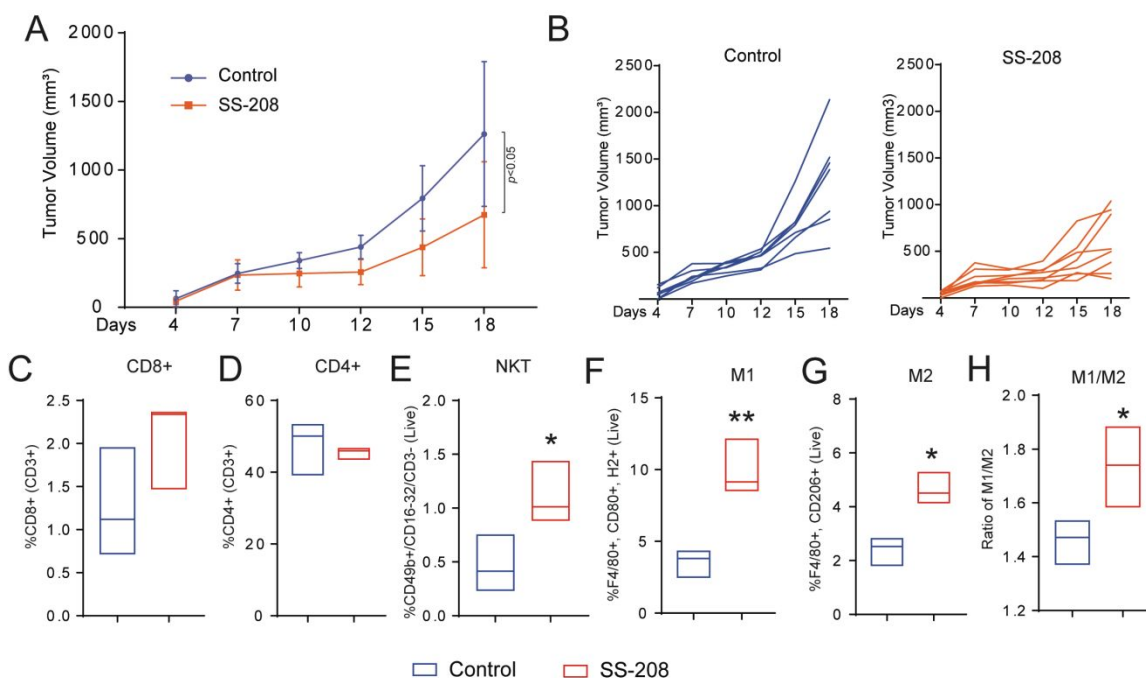 A
Tumor Volume (mm³)
2000
1500
1000
500
0
Control
SS-208
p<0.05
Days
4 7 10 12 15 18
B
Control
Tumor Volume (mm³)
2500
2000
1500
1000
500
Days 4 7 10 12 15 18
SS-208
Tumor Volume (mm3)
2500
2000
1500
1000
500
Days 4 7 10 12 15 18
C
CD8+
%CD8+ (CD3+)
2.5
2.0
1.5
1.0
0.5
0.0
D
CD4+
%CD4+ (CD3+)
60
40
20
0
E
NKT
%CD49b+/CD16-32/CD3- (Live)
2.0
1.5
1.0
0.5
0.0
*
F
M1
%F4/80+, CD80+, H2+ (Live)
15
10
5
0
**
G
M2
%F4/80+, CD206+ (Live)
8
6
4
2
0
*
H
M1/M2
Ratio of M1/M2
2.0
1.8
1.6
1.4
1.2
*
Control
SS-208